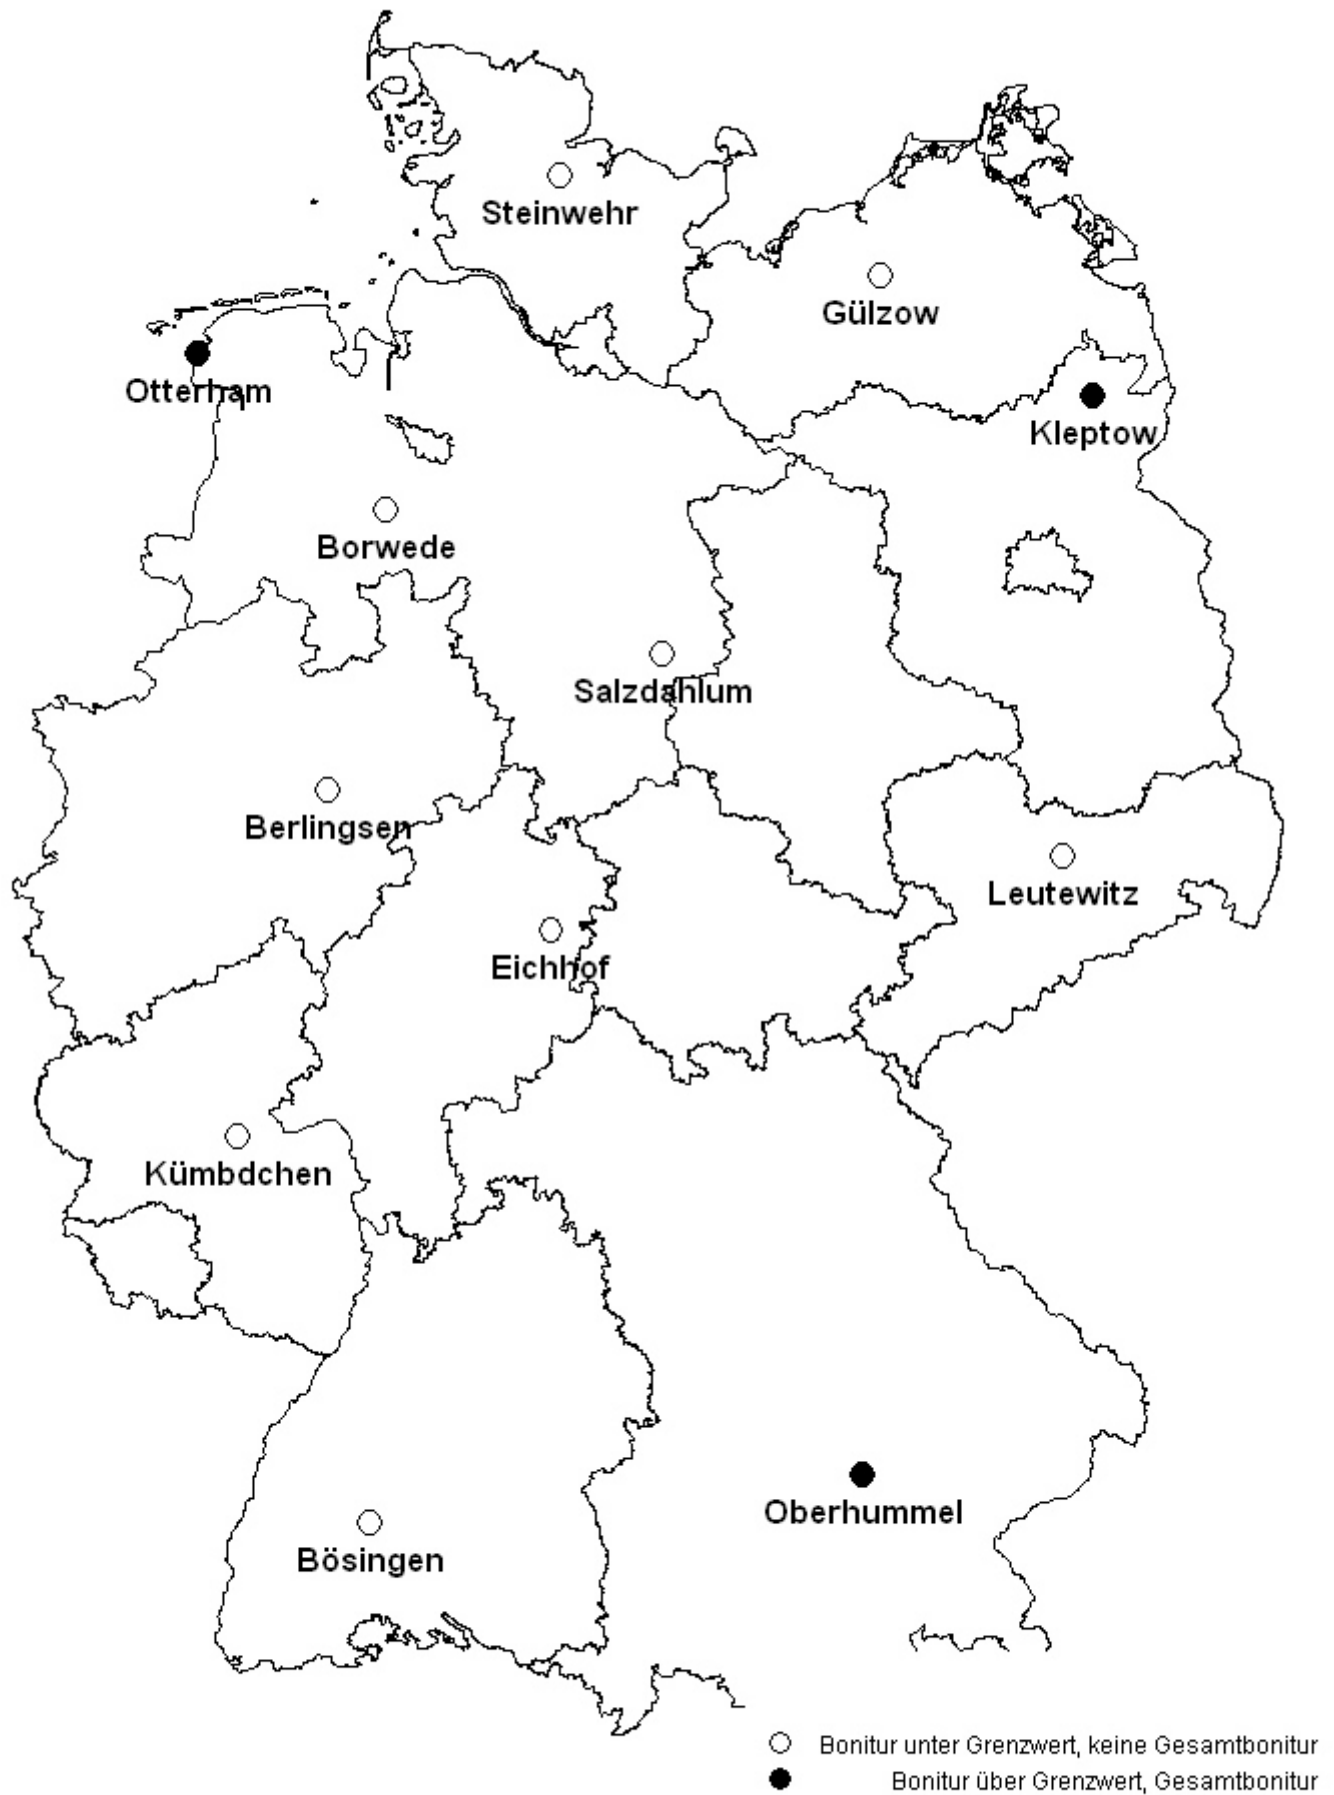 Steinwehr
Gülzow
Otterham
Kleptow
Borwede
Salzdahlum
Berlingsen
Leutewitz
Eichhof
Kümbdchen
Oberhummel
Bösingen
Bonitur unter Grenzwert, keine Gesamtbonitur
Bonitur über Grenzwert, Gesamtbonitur